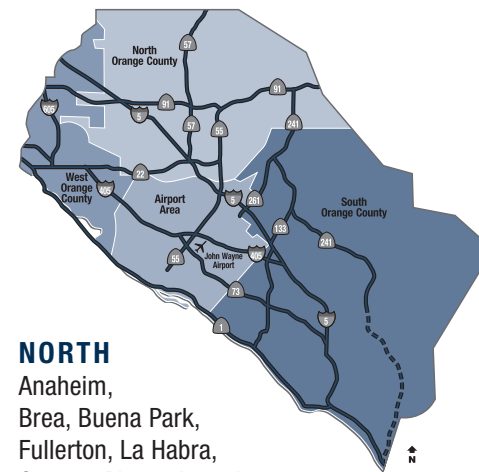 57
North
Orange County
91
91
605
5
57
55
241
22
West
Orange
County
405
Airport
Area
5
261
South
Orange County
133
241
John Wayne
Airport
405
55
73
1
5
N
NORTH
Anaheim,
Brea, Buena Park,
Fullerton, La Habra,